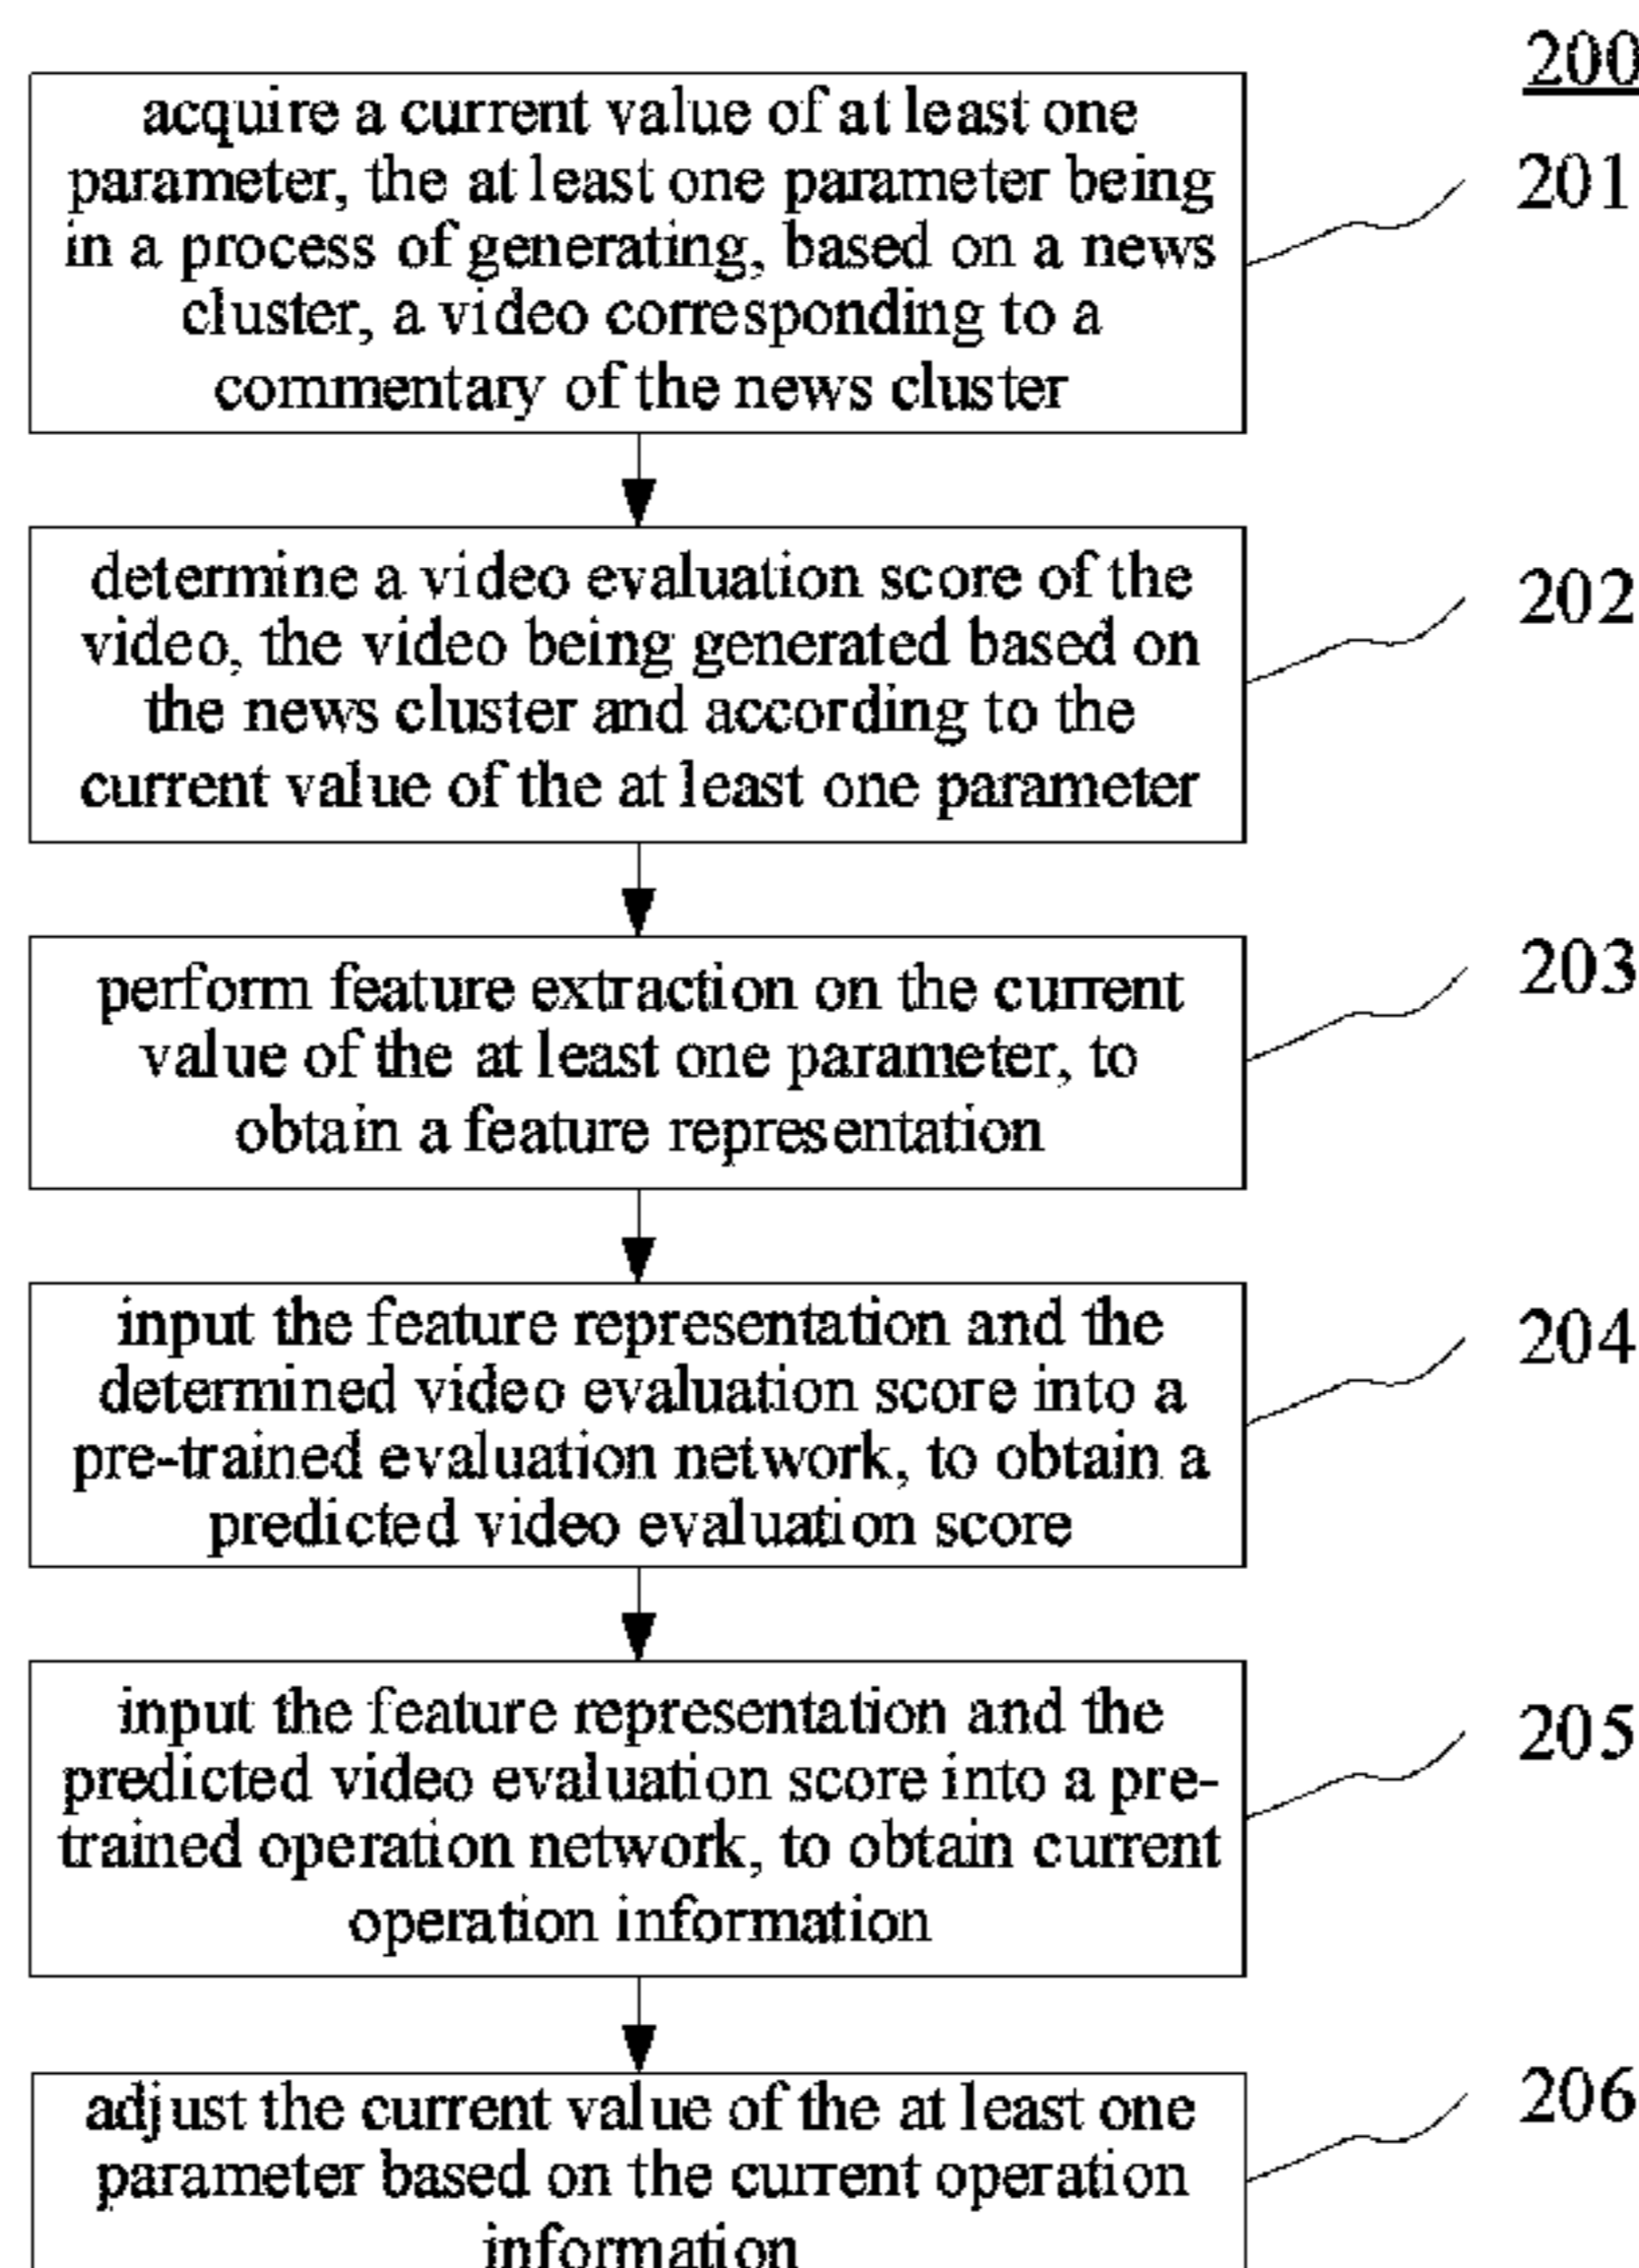 200
acquire a current value of at least one
parameter, the at least one parameter being
in a process of generating, based on a news
cluster, a video corresponding to a
commentary of the news cluster
201
determine a video evaluation score of the
video, the video being generated based on
the news cluster and according to the
current value of the at least one parameter
202
perform feature extraction on the current
value of the at least one parameter, to
obtain a feature representation
203
input the feature representation and the
determined video evaluation score into a
pre-trained evaluation network, to obtain a
predicted video evaluation score
204
input the feature representation and the
predicted video evaluation score into a pre-
trained operation network, to obtain current
operation information
205
adjust the current value of the at least one
parameter based on the current operation
information
206